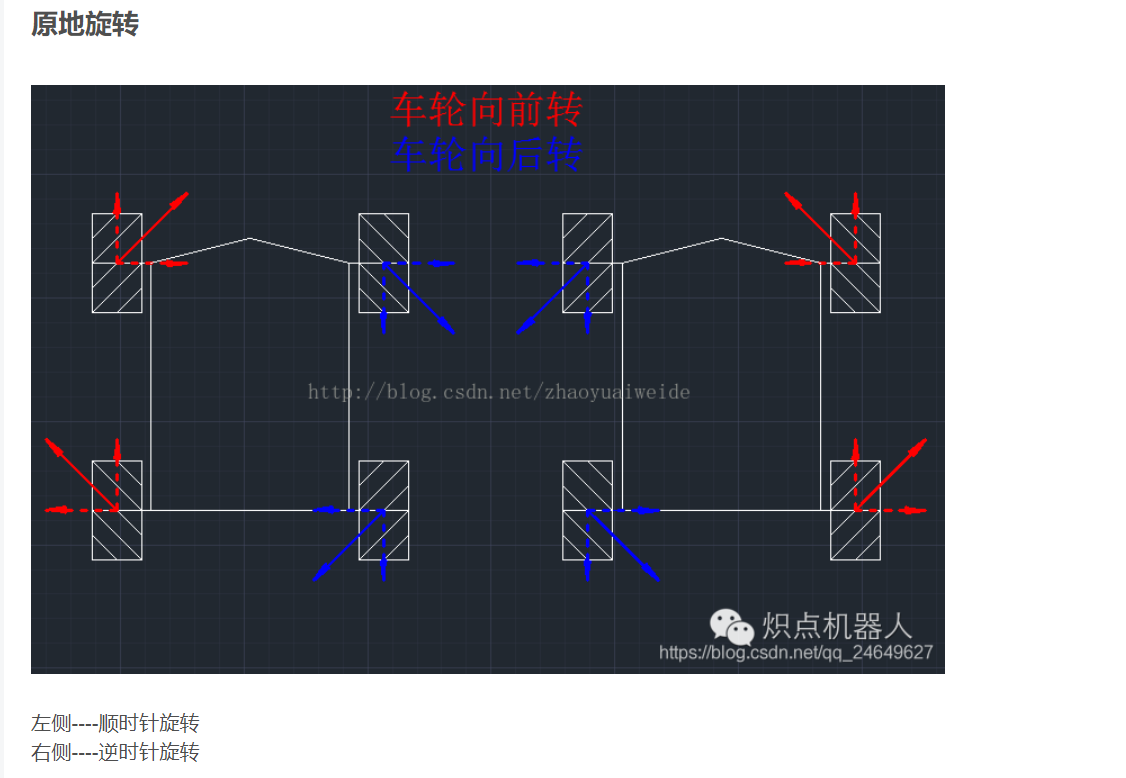 原地旋转
车轮向前转
车轮向后转
http://blog.csdn.net/zhaoyuaiweide
炽点机器人
https://blog.csdn.net/qq_24649627
左侧----顺时针旋转
右侧----逆时针旋转